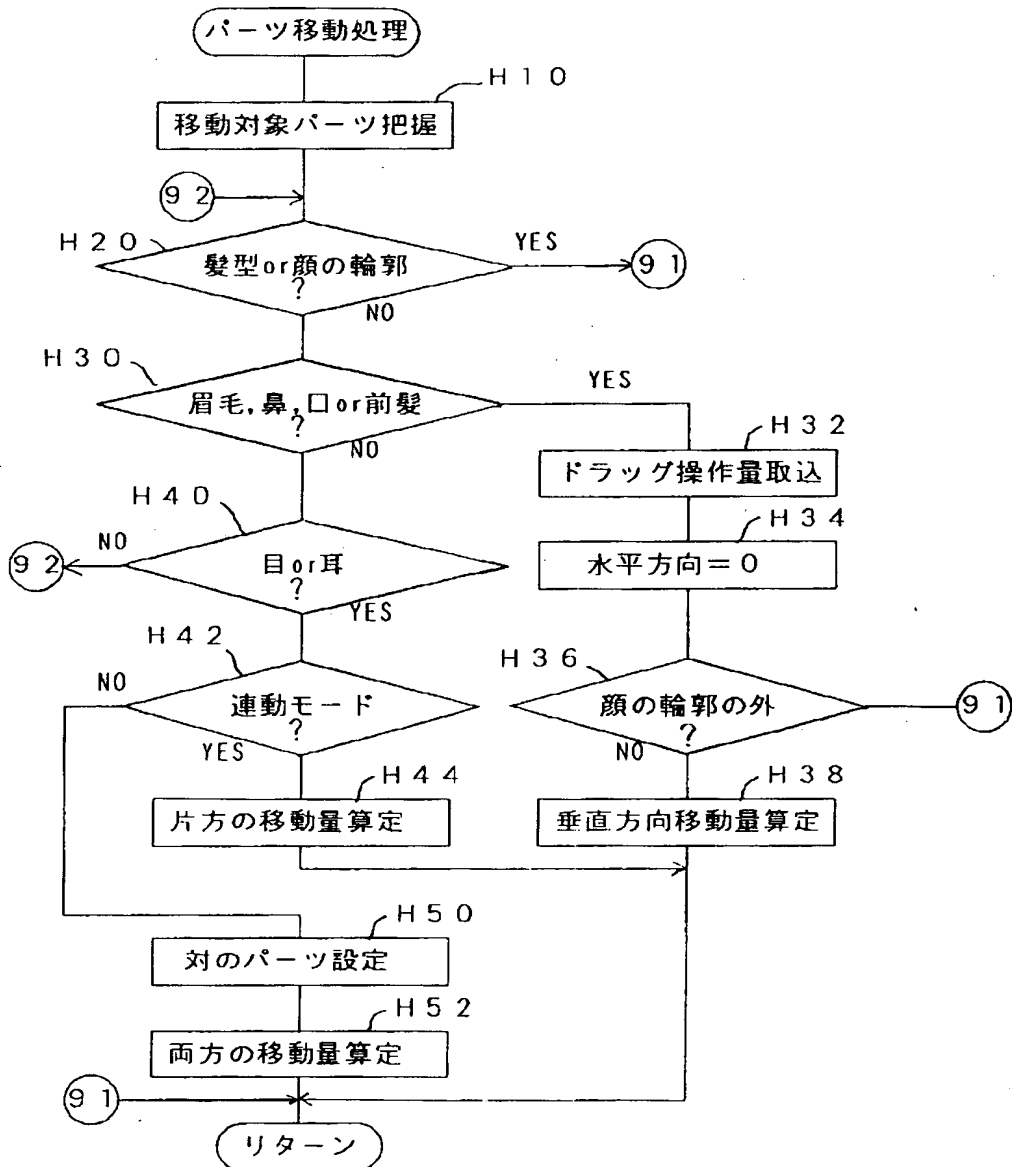 パーツ移動処理
H10
移動対象パーツ把握
92
H20
髪型or顔の輪郭
?
YES
91
NO
H30
眉毛,鼻,口or前髪
?
YES
NO
H32
ドラッグ操作量取込
H34
水平方向=0
H40
目or耳
?
NO
92
YES
H42
連動モード
?
NO
YES
H36
顔の輪郭の外
?
91
NO
H44
片方の移動量算定
H38
垂直方向移動量算定
H50
対のパーツ設定
H52
両方の移動量算定
91
リターン